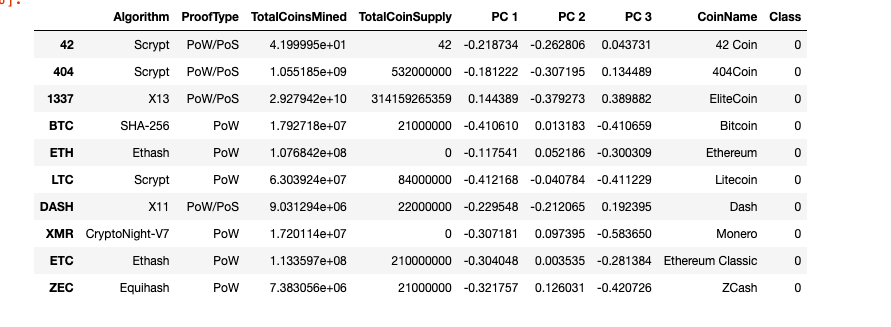 Algorithm ProofType TotalCoinsMined TotalCoinSupply PC 1 PC 2 PC 3 CoinName Class
42 Scrypt PoW/PoS 4.199995e+01 42 -0.218734 -0.262806 0.043731 42 Coin 0
404 Scrypt PoW/PoS 1.055185e+09 532000000 -0.181222 -0.307195 0.134489 404Coin 0
1337 X13 PoW/PoS 2.927942e+10 314159265359 0.144389 -0.379273 0.389882 EliteCoin 0
BTC SHA-256 PoW 1.792718e+07 21000000 -0.410610 0.013183 -0.410659 Bitcoin 0
ETH Ethash PoW 1.076842e+08 0 -0.117541 0.052186 -0.300309 Ethereum 0
LTC Scrypt PoW 6.303924e+07 84000000 -0.412168 -0.040784 -0.411229 Litecoin 0
DASH X11 PoW/PoS 9.031294e+06 22000000 -0.229548 -0.212065 0.192395 Dash 0
XMR CryptoNight-V7 PoW 1.720114e+07 0 -0.307181 0.097395 -0.583650 Monero 0
ETC Ethash PoW 1.133597e+08 210000000 -0.304048 0.003535 -0.281384 Ethereum Classic 0
ZEC Equihash PoW 7.383056e+06 21000000 -0.321757 0.126031 -0.420726 ZCash 0